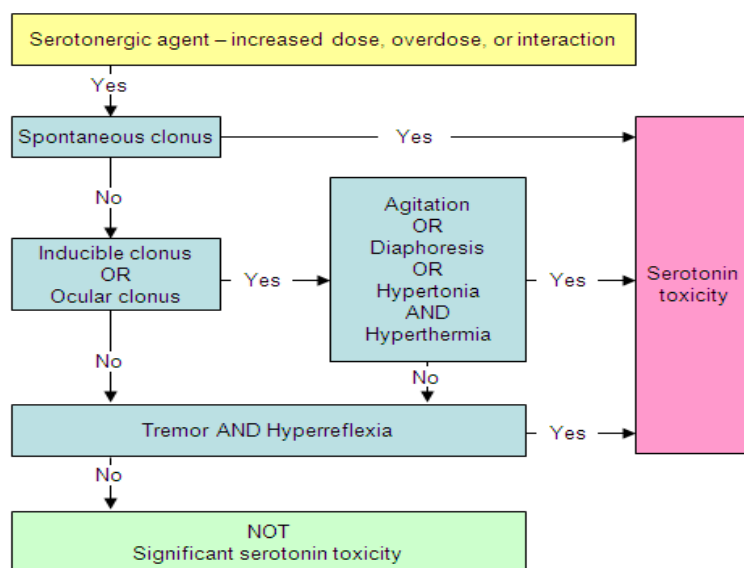 Serotonergic agent – increased dose, overdose, or interaction
Yes
Spontaneous clonus
Yes
No
Inducible clonus
OR
Ocular clonus
Yes
Agitation
OR
Diaphoresis
OR
Hypertonia
AND
Hyperthermia
Yes
Serotonin
toxicity
No
No
Tremor AND Hyperreflexia
Yes
No
NOT
Significant serotonin toxicity